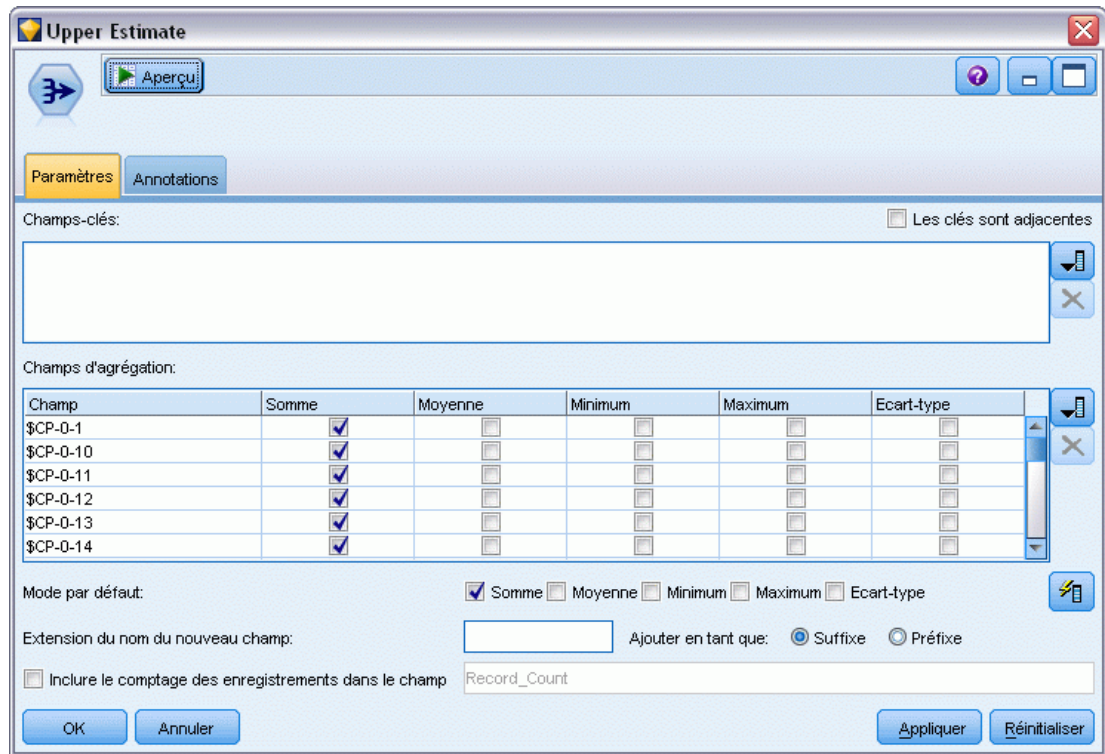 Upper Estimate
Aperçu
Paramètres Annotations
Champs-clés: Les clés sont adjacentes
Champs d'agrégation:
Champ Somme Moyenne Minimum Maximum Ecart-type
$CP-0-1
$CP-0-10
$CP-0-11
$CP-0-12
$CP-0-13
$CP-0-14
Mode par défaut: Somme Moyenne Minimum Maximum Ecart-type
Extension du nom du nouveau champ: Ajouter en tant que: Suffixe Préfixe
Inclure le comptage des enregistrements dans le champ Record_Count
OK Annuler Appliquer Réinitialiser